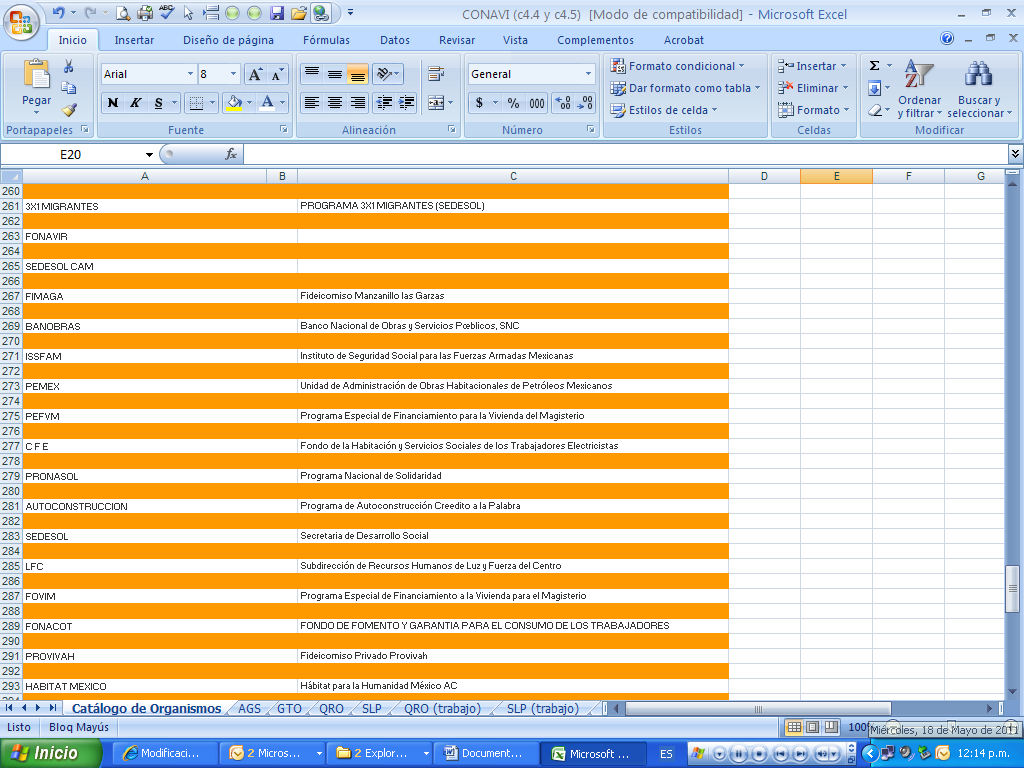 CONAVI (c4.4 y c4.5) [Modo de compatibilidad] - Microsoft Excel
Inicio Insertar Diseño de página Fórmulas Datos Revisar Vista Complementos Acrobat
Pegar
Arial 8
General
Formato condicional
Dar formato como tabla
Estilos de celda
Insertar
Eliminar
Formato
Ordenar y filtrar
Buscar y seleccionar
N K S
$ % 000
Portapapeles Fuente Alineación Número Estilos Celdas Modificar
E20 fx
A B C D E F G
260
261 3X1 MIGRANTES PROGRAMA 3X1 MIGRANTES (SEDESOL)
262
263 FONAVIR
264
265 SEDESOL CAM
266
267 FIMAGA Fideicomiso Manzanillo las Garzas
268
269 BANOBRAS Banco Nacional de Obras y Servicios Pœblicos, SNC
270
271 ISSFAM Instituto de Seguridad Social para las Fuerzas Armadas Mexicanas
272
273 PEMEX Unidad de Administración de Obras Habitacionales de Petróleos Mexicanos
274
275 PEFVM Programa Especial de Financiamiento para la Vivienda del Magisterio
276
277 C F E Fondo de la Habitación y Servicios Sociales de los Trabajadores Electricistas
278
279 PRONASOL Programa Nacional de Solidaridad
280
281 AUTOCONSTRUCCION Programa de Autoconstrucción Creedito a la Palabra
282
283 SEDESOL Secretaria de Desarrollo Social
284
285 LFC Subdirección de Recursos Humanos de Luz y Fuerza del Centro
286
287 FOVIM Programa Especial de Financiamiento a la Vivienda para el Magisterio
288
289 FONACOT FONDO DE FOMENTO Y GARANTIA PARA EL CONSUMO DE LOS TRABAJADORES
290
291 PROVIVAH Fideicomiso Privado Provivah
292
293 HABITAT MEXICO Hábitat para la Humanidad México AC
Catálogo de Organismos AGS GTO QRO SLP QRO (trabajo) SLP (trabajo)
Listo Bloq Mayús 100%
Miércoles, 18 de Mayo de 2011
Inicio Modificaci... 2 Micros... 2 Explor... Document... Microsoft ... ES 12:14 p.m.